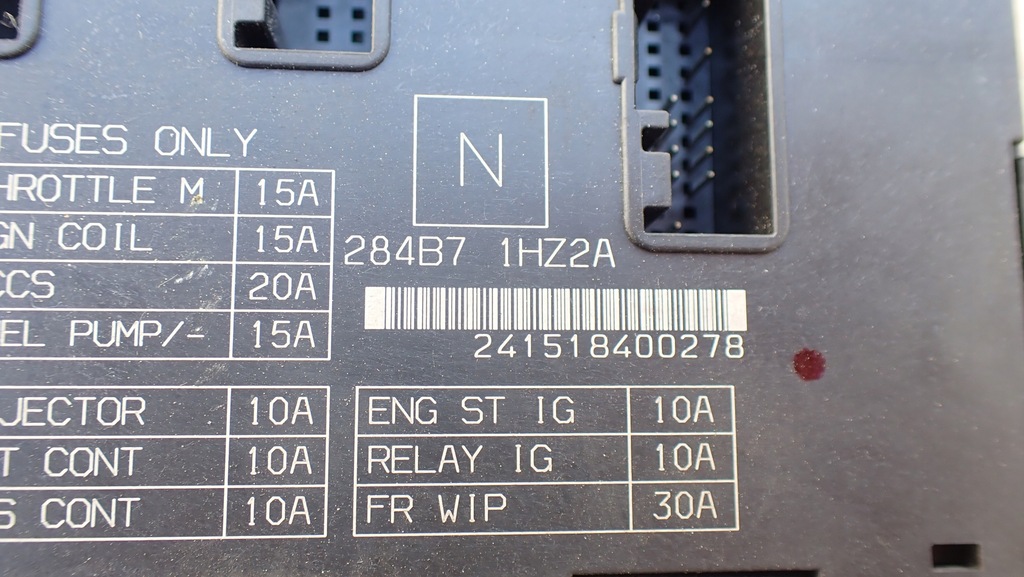 FUSES ONLY
HROTTLE M 15A
GN COIL 15A
CCS 20A
EL PUMP/- 15A
N
284B7 1HZ2A
241518400278
JECTOR 10A
T CONT 10A
S CONT 10A
ENG ST IG 10A
RELAY IG 10A
FR WIP 30A